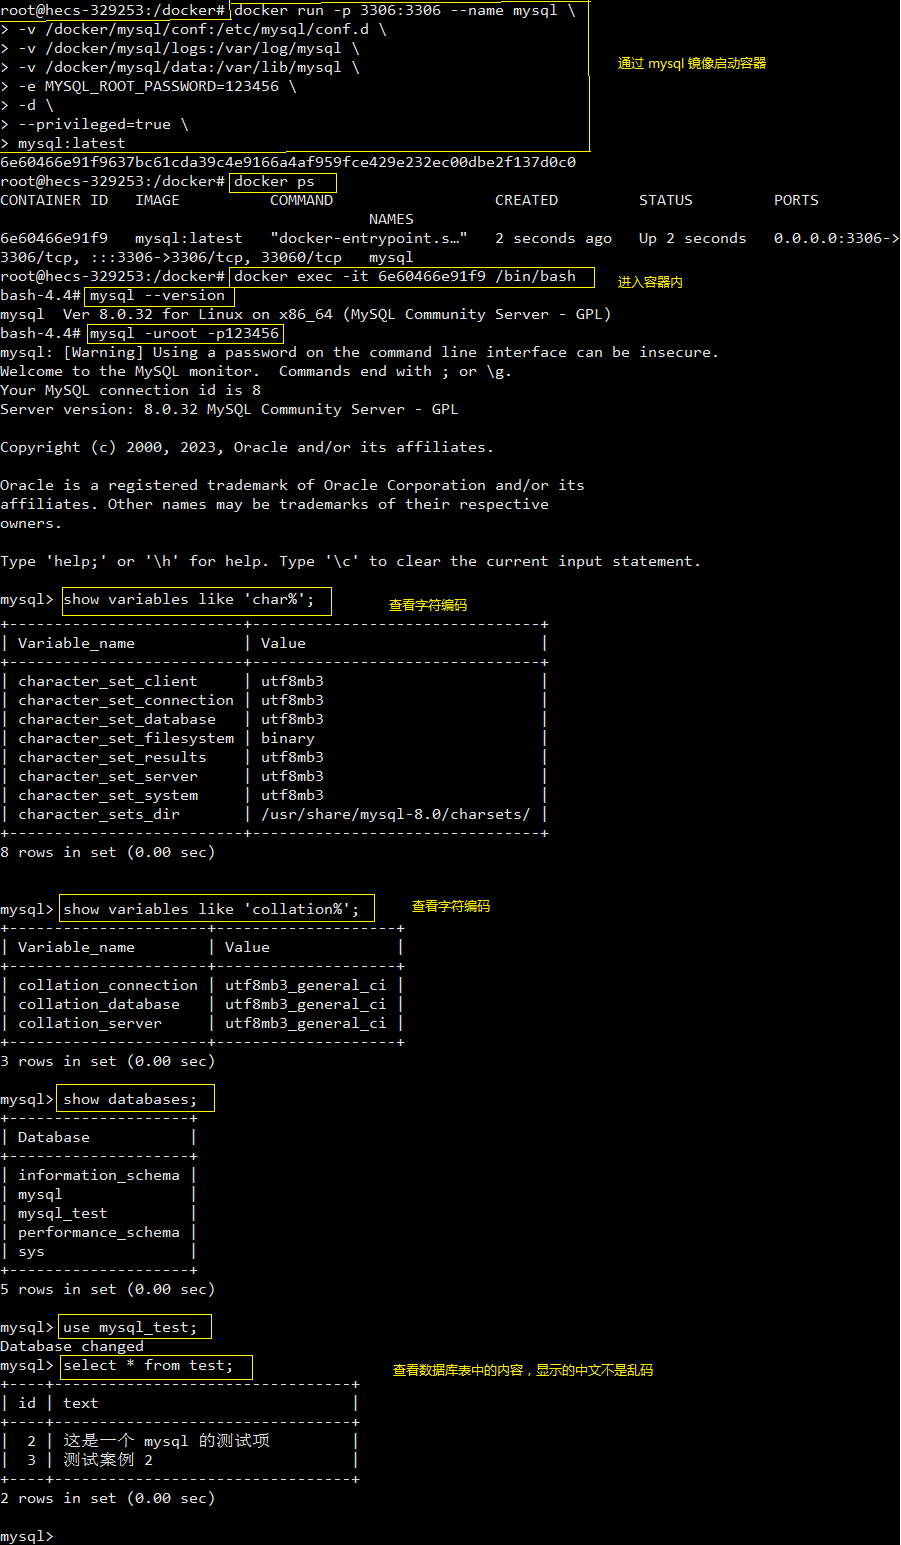 root@hecs-329253:/docker# docker run -p 3306:3306 --name mysql \
> -v /docker/mysql/conf:/etc/mysql/conf.d \
> -v /docker/mysql/logs:/var/log/mysql \
通过 mysql 镜像启动容器
> -v /docker/mysql/data:/var/lib/mysql \
> -e MYSQL_ROOT_PASSWORD=123456 \
> -d \
> --privileged=true \
> mysql:latest
6e60466e91f9637bc61cda39c4e9166a4af959fce429e232ec00dbe2f137d0c0
root@hecs-329253:/docker# docker ps
CONTAINER ID   IMAGE          COMMAND                  CREATED         STATUS         PORTS
                                         NAMES
6e60466e91f9   mysql:latest   "docker-entrypoint.s…"   2 seconds ago   Up 2 seconds   0.0.0.0:3306->
3306/tcp, :::3306->3306/tcp, 33060/tcp   mysql
root@hecs-329253:/docker# docker exec -it 6e60466e91f9 /bin/bash
进入容器内
bash-4.4# mysql --version
mysql  Ver 8.0.32 for Linux on x86_64 (MySQL Community Server - GPL)
bash-4.4# mysql -uroot -p123456
mysql: [Warning] Using a password on the command line interface can be insecure.
Welcome to the MySQL monitor.  Commands end with ; or \g.
Your MySQL connection id is 8
Server version: 8.0.32 MySQL Community Server - GPL
Copyright (c) 2000, 2023, Oracle and/or its affiliates.
Oracle is a registered trademark of Oracle Corporation and/or its
affiliates. Other names may be trademarks of their respective
owners.
Type 'help;' or '\h' for help. Type '\c' to clear the current input statement.
mysql> show variables like 'char%';
查看字符编码
+--------------------------+--------------------------------+
| Variable_name            | Value                          |
+--------------------------+--------------------------------+
| character_set_client     | utf8mb3                        |
| character_set_connection | utf8mb3                        |
| character_set_database   | utf8mb3                        |
| character_set_filesystem | binary                         |
| character_set_results    | utf8mb3                        |
| character_set_server     | utf8mb3                        |
| character_set_system     | utf8mb3                        |
| character_sets_dir       | /usr/share/mysql-8.0/charsets/ |
+--------------------------+--------------------------------+
8 rows in set (0.00 sec)
mysql> show variables like 'collation%';
查看字符编码
+----------------------+--------------------+
| Variable_name        | Value              |
+----------------------+--------------------+
| collation_connection | utf8mb3_general_ci |
| collation_database   | utf8mb3_general_ci |
| collation_server     | utf8mb3_general_ci |
+----------------------+--------------------+
3 rows in set (0.00 sec)
mysql> show databases;
+--------------------+
| Database           |
+--------------------+
| information_schema |
| mysql              |
| mysql_test         |
| performance_schema |
| sys                |
+--------------------+
5 rows in set (0.00 sec)
mysql> use mysql_test;
Database changed
mysql> select * from test;
查看数据库表中的内容，显示的中文不是乱码
+----+---------------------------------+
| id | text                            |
+----+---------------------------------+
|  2 | 这是一个 mysql 的测试项         |
|  3 | 测试案例 2                      |
+----+---------------------------------+
2 rows in set (0.00 sec)
mysql>